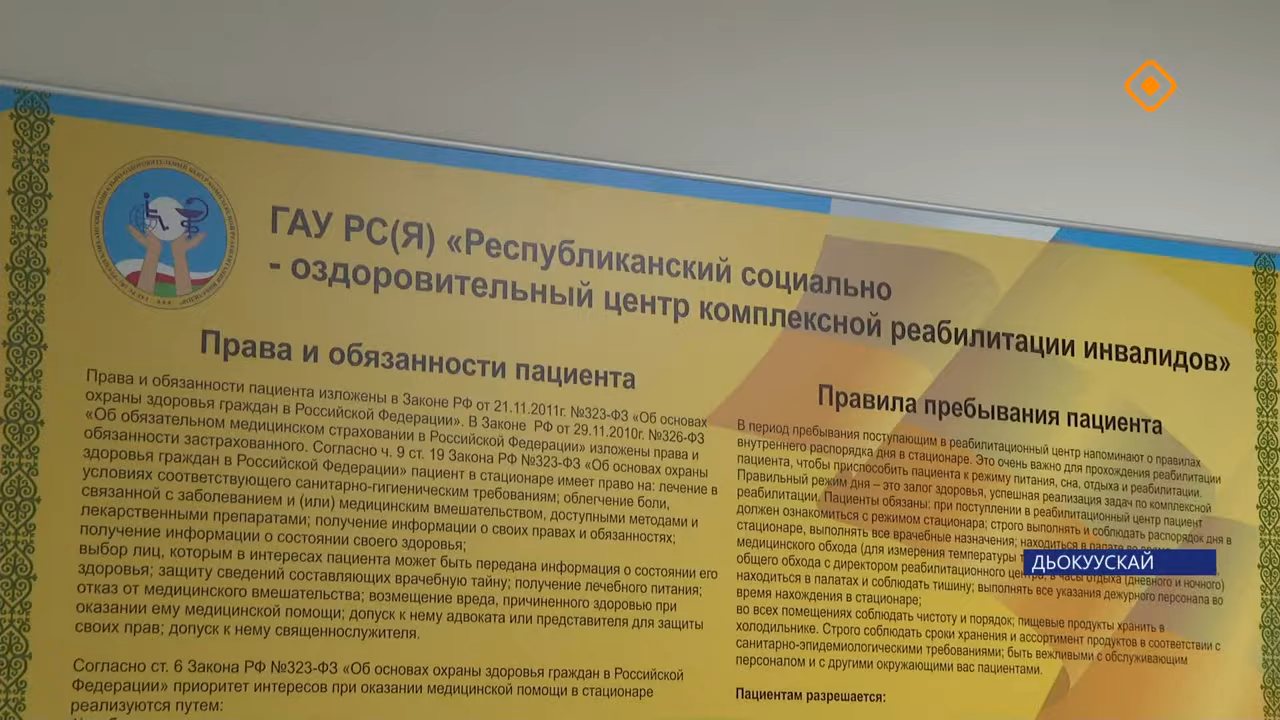 ГАУ РС(Я) «Республиканский социально
- оздоровительный центр комплексной реабилитации инвалидов»
Права и обязанности пациента
Права и обязанности пациента изложены в Законе РФ от 21.11.2011г. №323-ФЗ «Об основах
охраны здоровья граждан в Российской Федерации». В Законе РФ от 29.11.2010г. №326-ФЗ
«Об обязательном медицинском страховании в Российской Федерации» изложены права и
обязанности застрахованного. Согласно ч. 9 ст. 19 Закона РФ №323-ФЗ «Об основах охраны
здоровья граждан в Российской Федерации» пациент в стационаре имеет право на: лечение в
условиях соответствующего санитарно-гигиеническим требованиям; облегчение боли,
связанной с заболеванием и (или) медицинским вмешательством, доступными методами и
лекарственными препаратами; получение информации о своих правах и обязанностях;
получение информации о состоянии своего здоровья;
выбор лиц, которым в интересах пациента может быть передана информация о состоянии его
здоровья; защиту сведений составляющих врачебную тайну; получение лечебного питания;
отказ от медицинского вмешательства; возмещение вреда, причиненного здоровью при
оказании ему медицинской помощи; допуск к нему адвоката или представителя для защиты
своих прав; допуск к нему священнослужителя.
Согласно ст. 6 Закона РФ №323-ФЗ «Об основах охраны здоровья граждан в Российской
Федерации» приоритет интересов при оказании медицинской помощи в стационаре
реализуются путем:
Правила пребывания пациента
В период пребывания поступающим в реабилитационный центр напоминают о правилах
внутреннего распорядка дня в стационаре. Это очень важно для прохождения реабилитации
пациента, чтобы приспособить пациента к режиму питания, сна, отдыха и реабилитации.
Правильный режим дня – это залог здоровья, успешная реализация задач по комплексной
реабилитации. Пациенты обязаны: при поступлении в реабилитационный центр пациент
должен ознакомиться с режимом стационара; строго выполнять и соблюдать распорядок дня в
стационаре, выполнять все врачебные назначения; находиться в палате во время
медицинского обхода (для измерения температуры
общего обхода с директором реабилитационного центра, в часы отдыха (дневного и ночного)
находиться в палатах и соблюдать тишину; выполнять все указания дежурного персонала во
время нахождения в стационаре;
во всех помещениях соблюдать чистоту и порядок; пищевые продукты хранить в
холодильнике. Строго соблюдать сроки хранения и ассортимент продуктов в соответствии с
санитарно-эпидемиологическими требованиями; быть вежливыми с обслуживающим
персоналом и с другими окружающими вас пациентами.
Пациентам разрешается:
ДЬОКУУСКАЙ